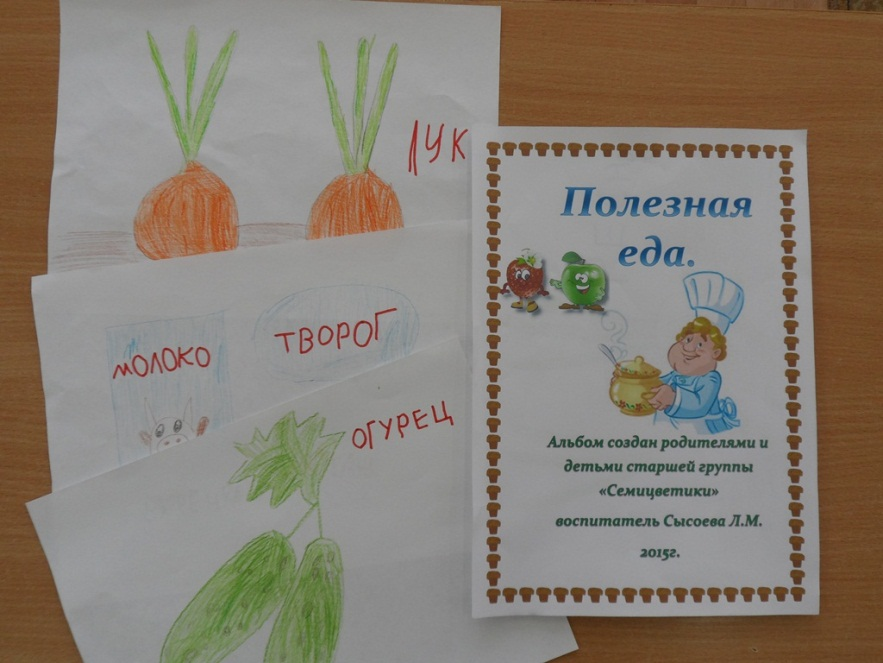 ЛУК
МОЛОКО
ТВОРОГ
ОГУРЕЦ
Полезная
еда.
Альбом создан родителями и
детьми старшей группы
«Семицветики»
воспитатель Сысоева Л.М.
2015г.